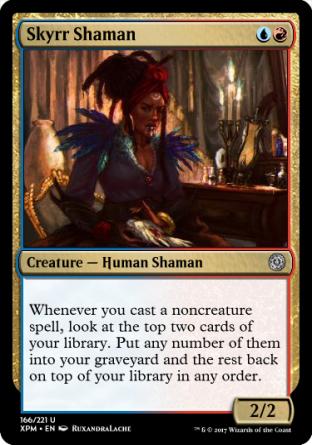 Skyrr Shaman
Creature — Human Shaman
Whenever you cast a noncreature
spell, look at the top two cards of
your library. Put any number of them
into your graveyard and the rest back
on top of your library in any order.
2/2
166/221 U
XPM • EN RuxandraLache
™ & © 2017 Wizards of the Coast